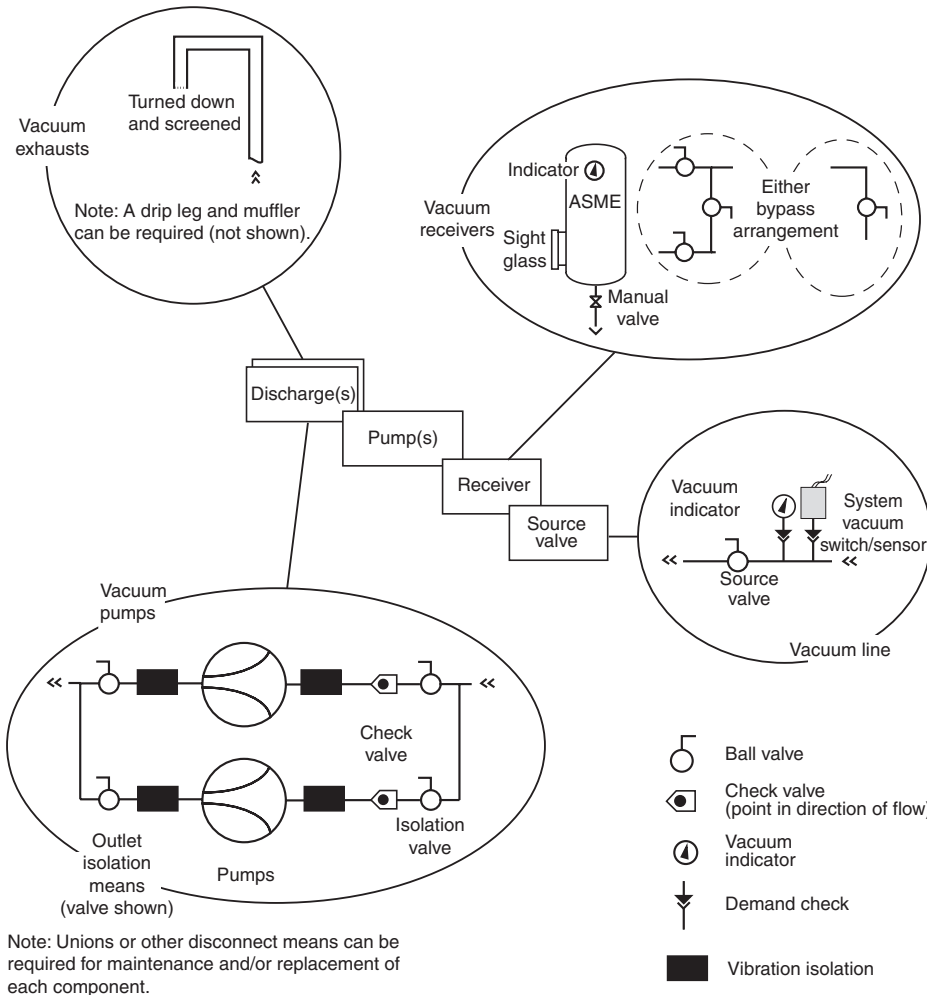 Turned down
and screened
Vacuum
exhausts
Note: A drip leg and muffler
can be required (not shown).
Indicator
ASME
Vacuum
receivers
Sight
glass
Manual
valve
Either
bypass
arrangement
Discharge(s)
Pump(s)
Receiver
Source
valve
Vacuum
indicator
System
vacuum
switch/sensor
Source
valve
Vacuum line
Vacuum
pumps
Check
valve
Isolation
valve
Outlet
isolation
means
(valve shown)
Pumps
Note: Unions or other disconnect means can be
required for maintenance and/or replacement of
each component.
Ball valve
Check valve
(point in direction of flow)
Vacuum
indicator
Demand check
Vibration isolation